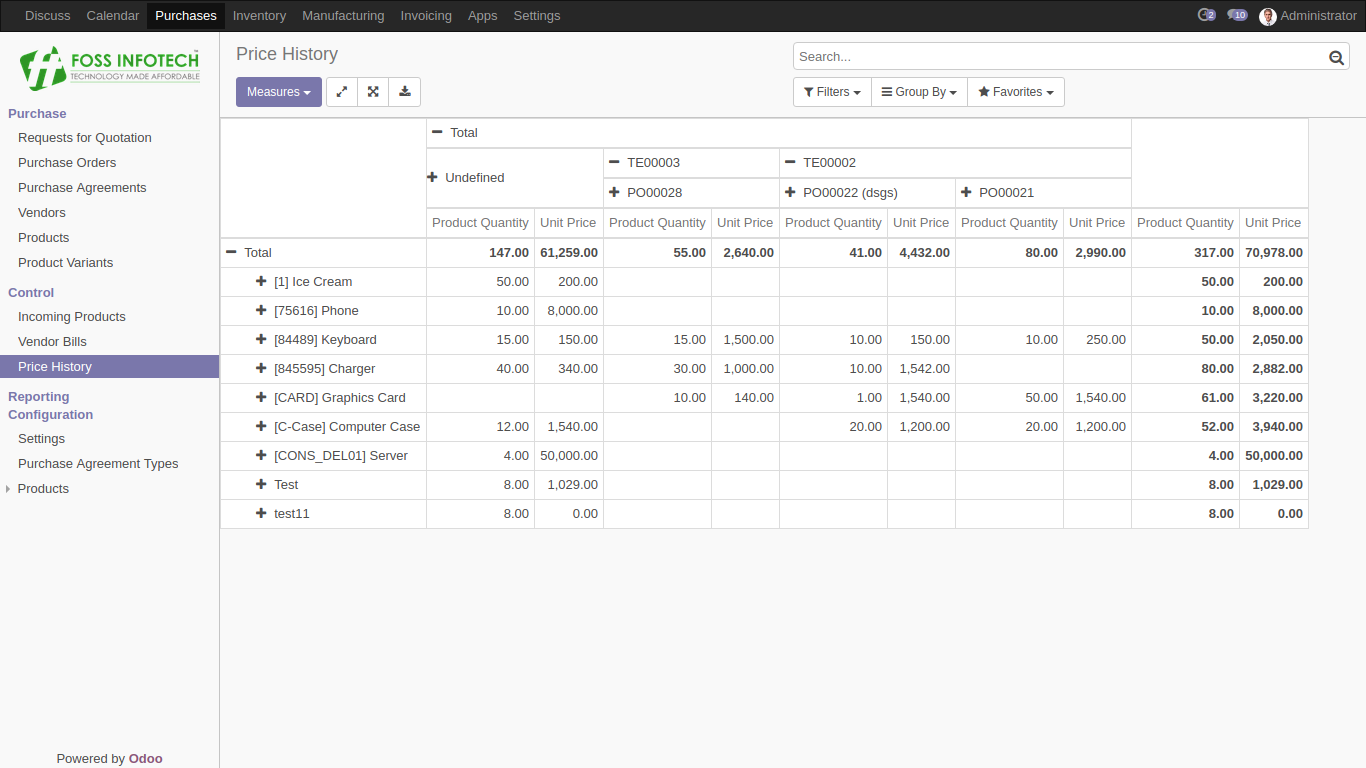 Discuss Calendar Purchases Inventory Manufacturing Invoicing Apps Settings 2 10 Administrator
FOSS INFOTECH
TECHNOLOGY MADE AFFORDABLE
Purchase
Requests for Quotation
Purchase Orders
Purchase Agreements
Vendors
Products
Product Variants
Control
Incoming Products
Vendor Bills
Price History
Reporting
Configuration
Settings
Purchase Agreement Types
Products
Powered by Odoo
Price History
Search...
Measures
Filters Group By Favorites
Total
Undefined TE00003 TE00002
PO00028 PO00022 (dsgs) PO00021
Product Quantity Unit Price Product Quantity Unit Price Product Quantity Unit Price Product Quantity Unit Price Product Quantity Unit Price
Total 147.00 61,259.00 55.00 2,640.00 41.00 4,432.00 80.00 2,990.00 317.00 70,978.00
[1] Ice Cream 50.00 200.00 50.00 200.00
[75616] Phone 10.00 8,000.00 10.00 8,000.00
[84489] Keyboard 15.00 150.00 15.00 1,500.00 10.00 150.00 10.00 250.00 50.00 2,050.00
[845595] Charger 40.00 340.00 30.00 1,000.00 10.00 1,542.00 80.00 2,882.00
[CARD] Graphics Card 10.00 140.00 1.00 1,540.00 50.00 1,540.00 61.00 3,220.00
[C-Case] Computer Case 12.00 1,540.00 20.00 1,200.00 20.00 1,200.00 52.00 3,940.00
[CONS_DEL01] Server 4.00 50,000.00 4.00 50,000.00
Test 8.00 1,029.00 8.00 1,029.00
test11 8.00 0.00 8.00 0.00